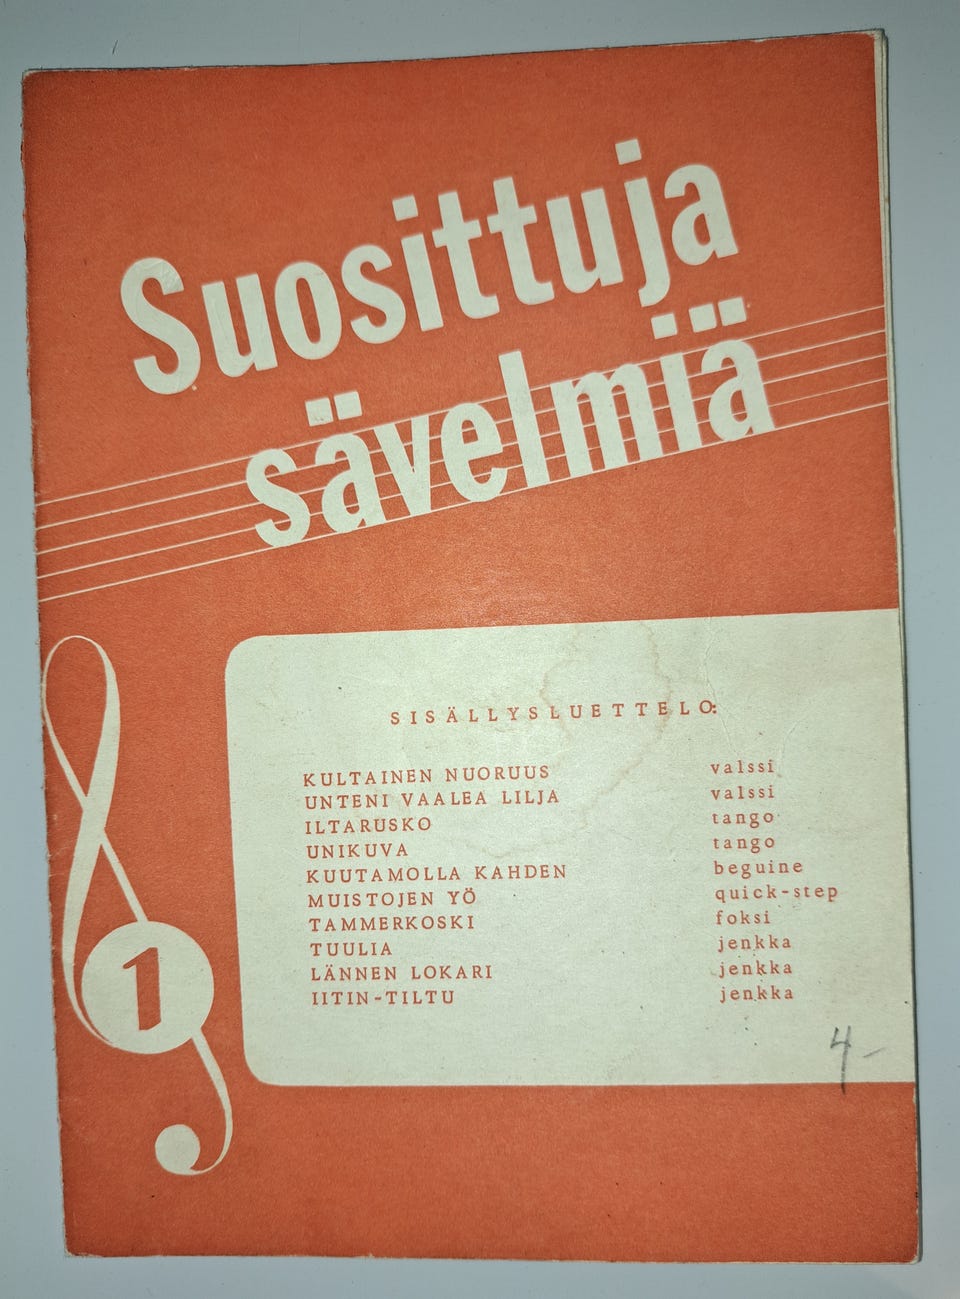 Suosittuja
sävelmiä
SISÄLLYSLUETTELO:
KULTAINEN NUORUUS valssi
UNTENI VAALEA LILJA valssi
ILTARUSKO tango
UNIKUVA tango
KUUTAMOLLA KAHDEN beguine
MUISTOJEN YÖ quick-step
TAMMERKOSKI foksi
TUULIA jenkka
LÄNNEN LOKARI jenkka
IITIN-TILTU jenkka
1
4-